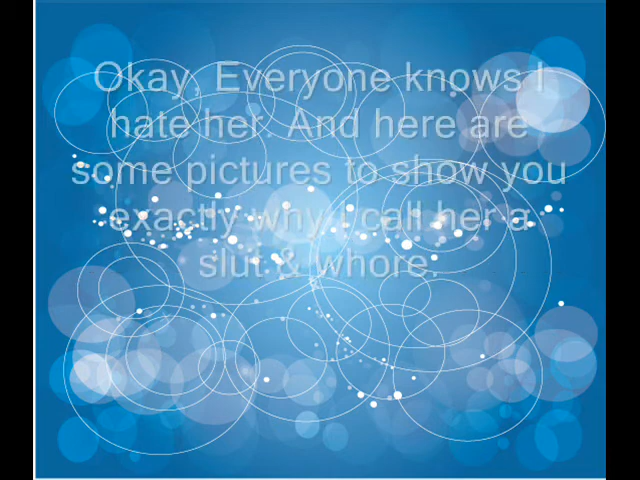 Okay. Everyone knows I
hate her. And here are
some pictures to show you
exactly why I call her a
slut & whore.